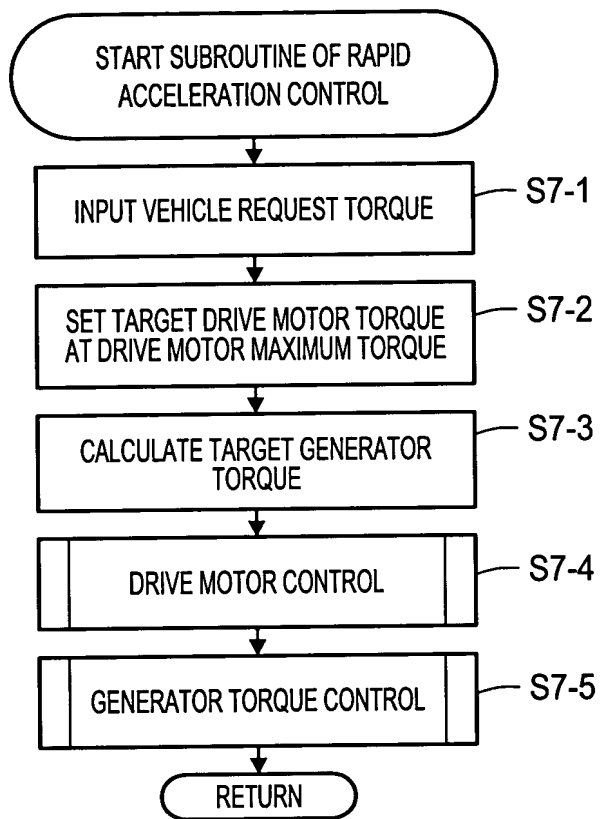 START SUBROUTINE OF RAPID
ACCELERATION CONTROL
INPUT VEHICLE REQUEST TORQUE
S7-1
SET TARGET DRIVE MOTOR TORQUE
AT DRIVE MOTOR MAXIMUM TORQUE
S7-2
CALCULATE TARGET GENERATOR
TORQUE
S7-3
DRIVE MOTOR CONTROL
S7-4
GENERATOR TORQUE CONTROL
S7-5
RETURN